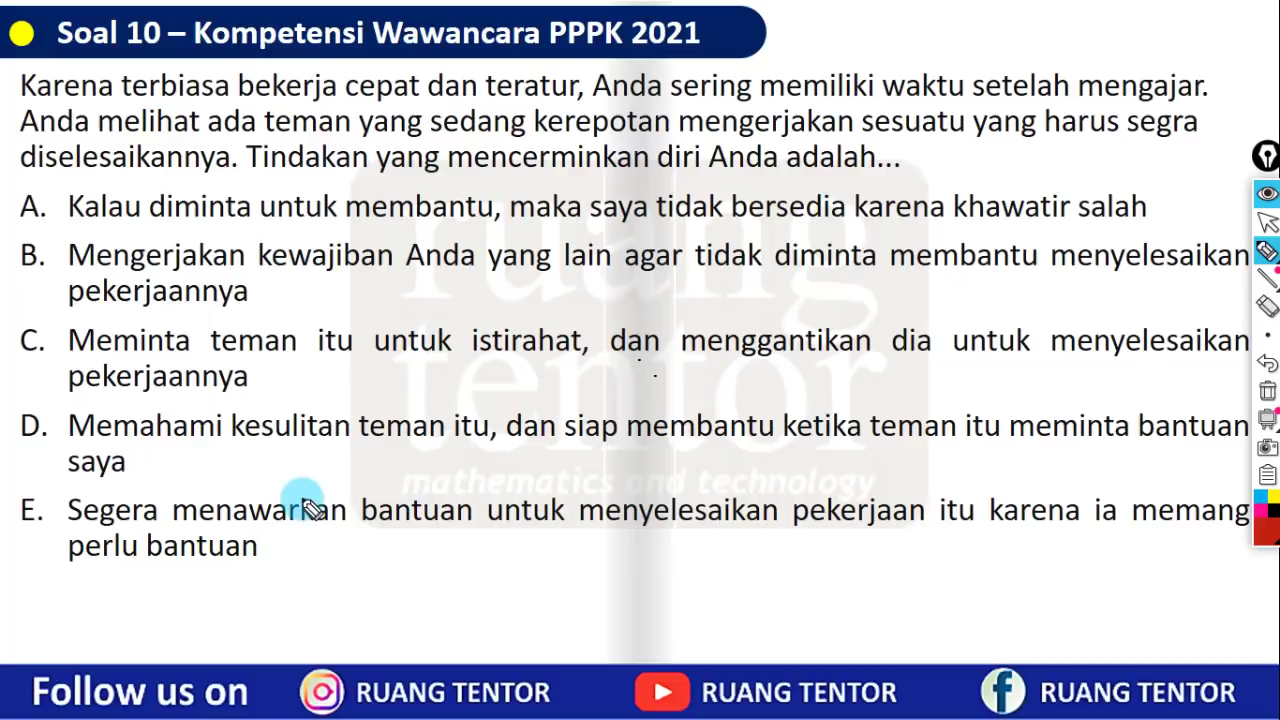 Soal 10 – Kompetensi Wawancara PPPK 2021
Karena terbiasa bekerja cepat dan teratur, Anda sering memiliki waktu setelah mengajar.
Anda melihat ada teman yang sedang kerepotan mengerjakan sesuatu yang harus segra
diselesaikannya. Tindakan yang mencerminkan diri Anda adalah...
A. Kalau diminta untuk membantu, maka saya tidak bersedia karena khawatir salah
B. Mengerjakan kewajiban Anda yang lain agar tidak diminta membantu menyelesaikan
pekerjaannya
C. Meminta teman itu untuk istirahat, dan menggantikan dia untuk menyelesaikan
pekerjaannya
D. Memahami kesulitan teman itu, dan siap membantu ketika teman itu meminta bantuan
saya
E. Segera menawarkan bantuan untuk menyelesaikan pekerjaan itu karena ia memang
perlu bantuan
ruang
tentor
mathematics and technology
Follow us on RUANG TENTOR RUANG TENTOR RUANG TENTOR